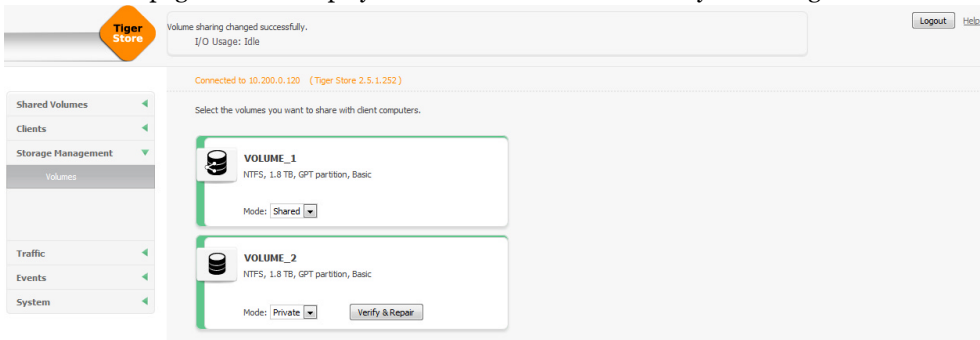 Tiger
Store
Volume sharing changed successfully.
I/O Usage: Idle
Logout
Help
Connected to 10.200.0.120 (Tiger Store 2.5.1.252)
Shared Volumes
Clients
Storage Management
Volumes
Traffic
Events
System
Select the volumes you want to share with client computers.
VOLUME_1
NTFS, 1.8 TB, GPT partition, Basic
Mode: Shared
VOLUME_2
NTFS, 1.8 TB, GPT partition, Basic
Mode: Private
Verify & Repair